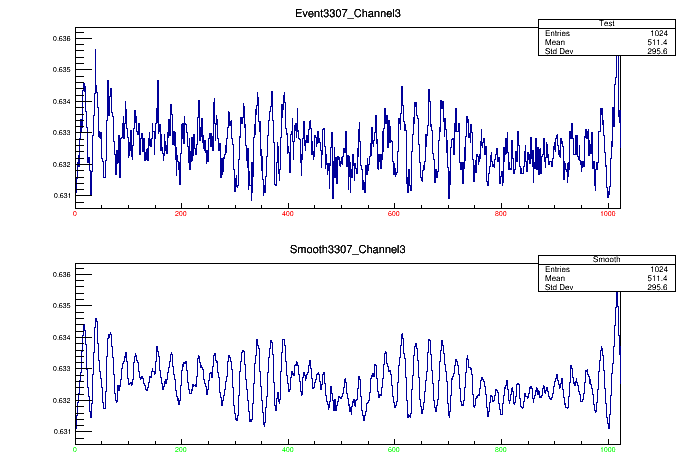 Event3307_Channel3
Test
Entries 1024
Mean 511.4
Std Dev 295.6
0.636
0.635
0.634
0.633
0.632
0.631
0 200 400 600 800 1000
Smooth3307_Channel3
Smooth
Entries 1024
Mean 511.4
Std Dev 295.6
0.636
0.635
0.634
0.633
0.632
0.631
0 200 400 600 800 1000